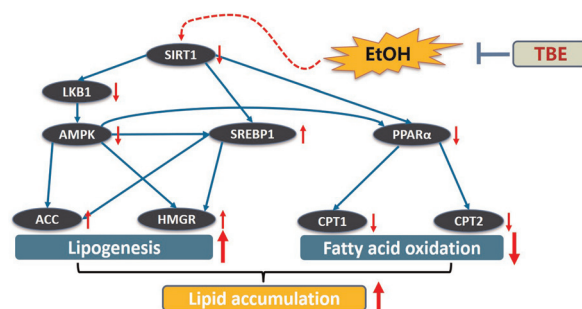 SIRT1
EtOH
TBE
LKB1
AMPK
SREBP1
PPARα
ACC
HMGR
CPT1
CPT2
Lipogenesis
Fatty acid oxidation
Lipid accumulation